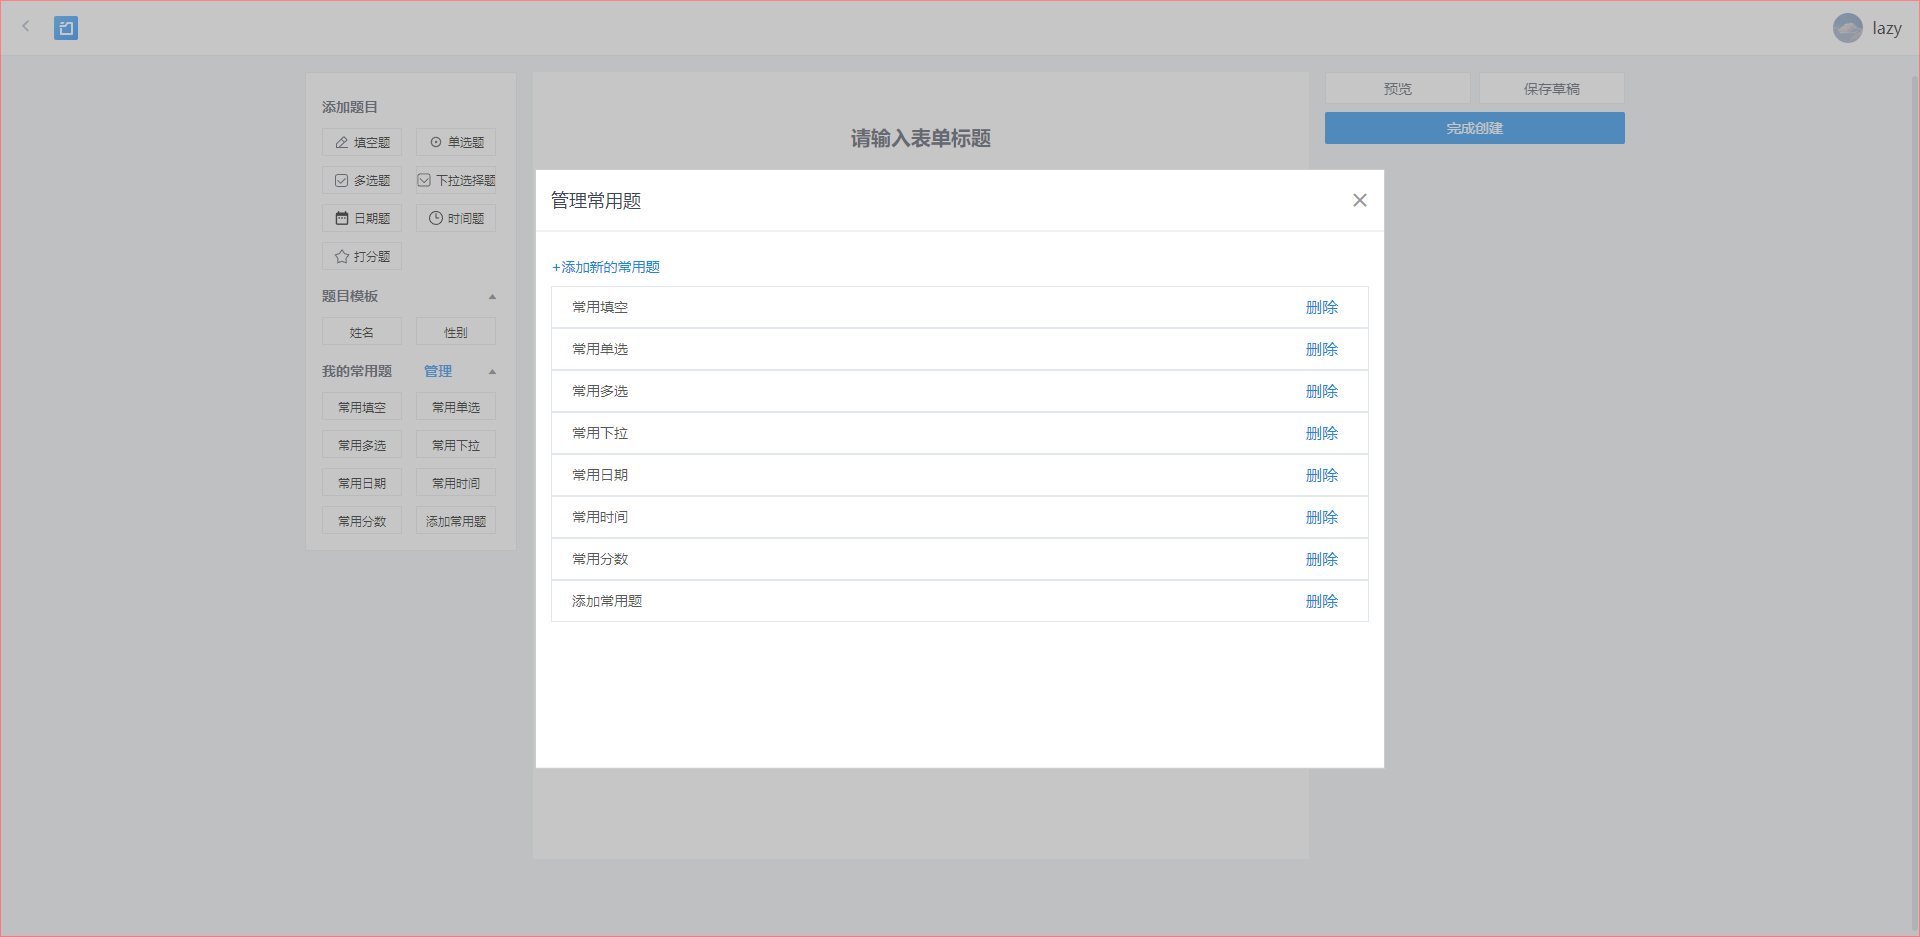 lazy
添加题目
填空题 单选题
多选题 下拉选择题
日期题 时间题
打分题
题目模板
姓名 性别
我的常用题 管理
常用填空 常用单选
常用多选 常用下拉
常用日期 常用时间
常用分数 添加常用题
请输入表单标题
预览 保存草稿
完成创建
管理常用题
+添加新的常用题
常用填空 删除
常用单选 删除
常用多选 删除
常用下拉 删除
常用日期 删除
常用时间 删除
常用分数 删除
添加常用题 删除